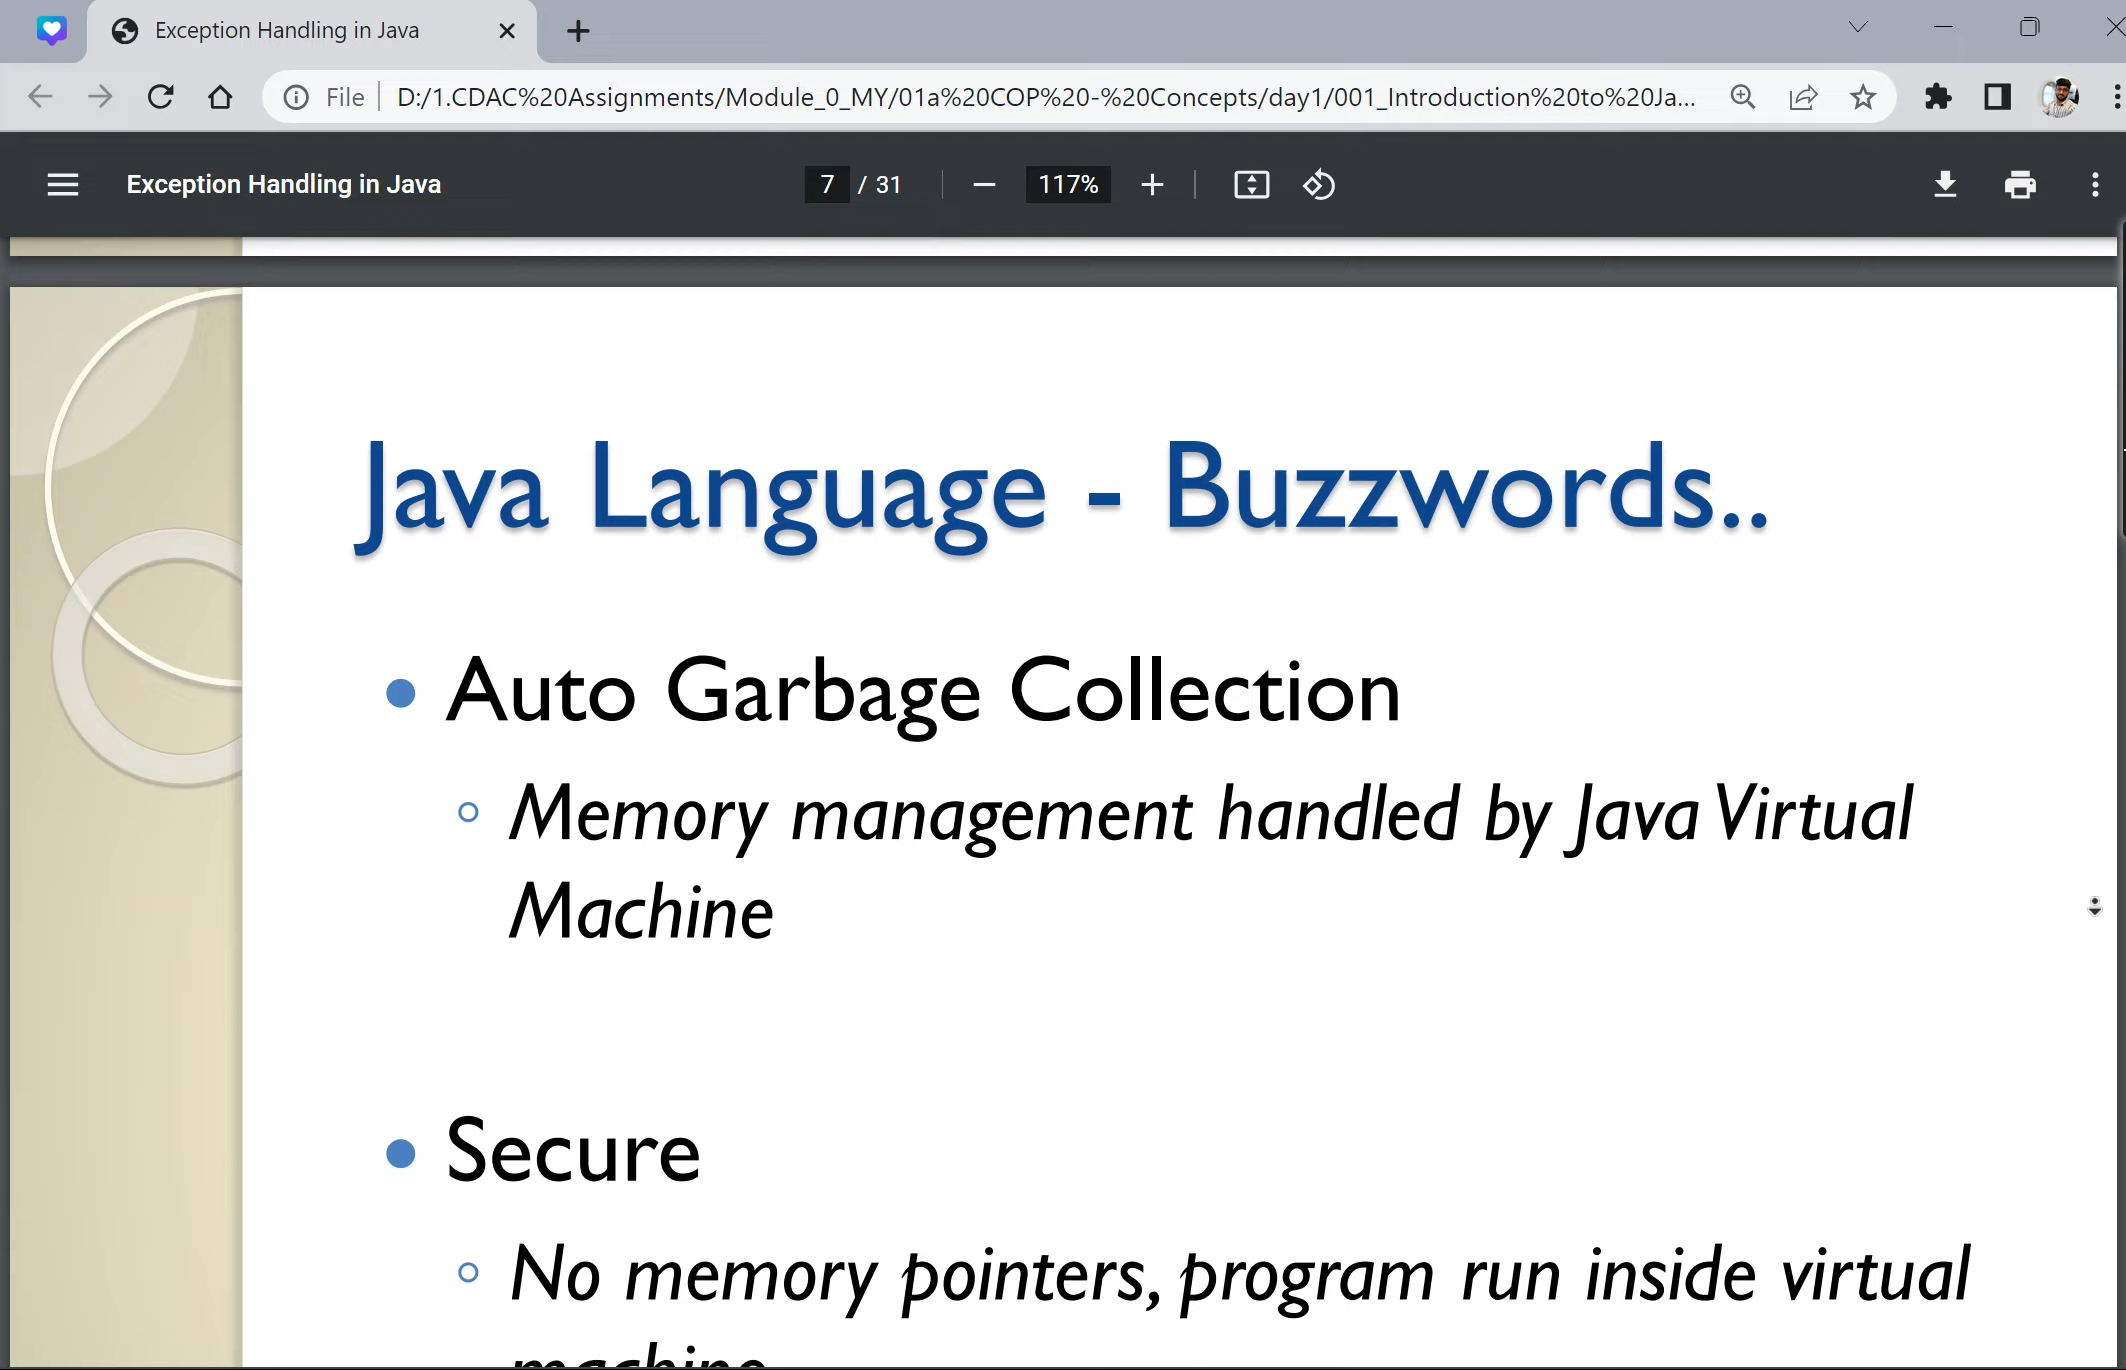 Exception Handling in Java
File D:/1.CDAC%20Assignments/Module_0_MY/01a%20COP%20-%20Concepts/day1/001_Introduction%20to%20Ja...
Exception Handling in Java 7 / 31 117%
Java Language - Buzzwords..
Auto Garbage Collection
Memory management handled by Java Virtual
Machine
Secure
No memory pointers, program run inside virtual
machine